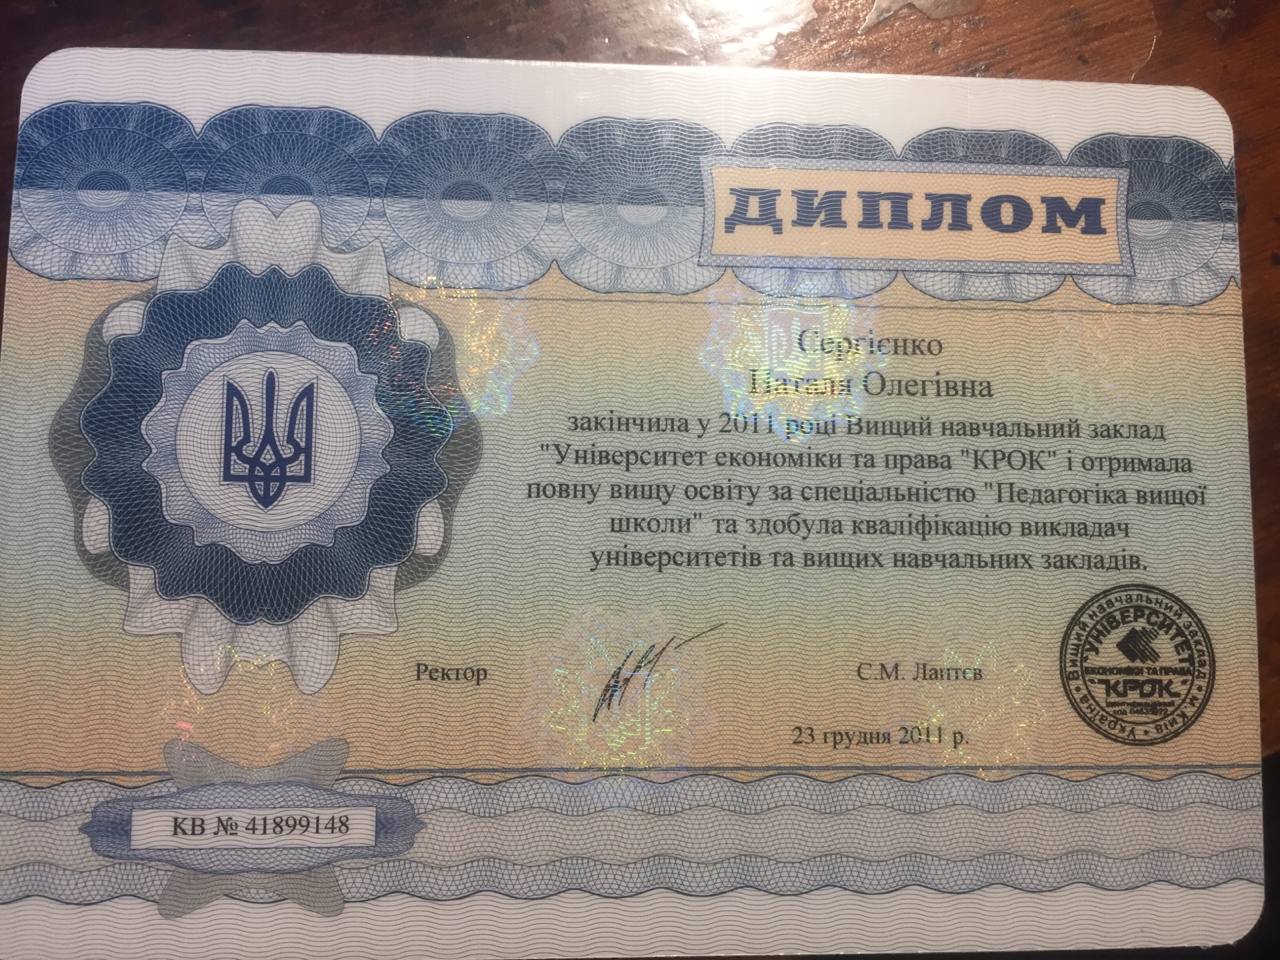 ДИПЛОМ
Сергієнко
Наталя Олегівна
закінчила у 2011 році Вищий навчальний заклад
"Університет економіки та права "КРОК" і отримала
повну вищу освіту за спеціальністю "Педагогіка вищої
школи" та здобула кваліфікацію викладач
університетів та вищих навчальних закладів.
Ректор
С.М. Лаптєв
23 грудня 2011 р.
Вищий навчальний заклад • м. Київ • Україна •
"УНІВЕРСИТЕТ
ЕКОНОМІКИ ТА ПРАВА
"КРОК"
КВ № 41899148